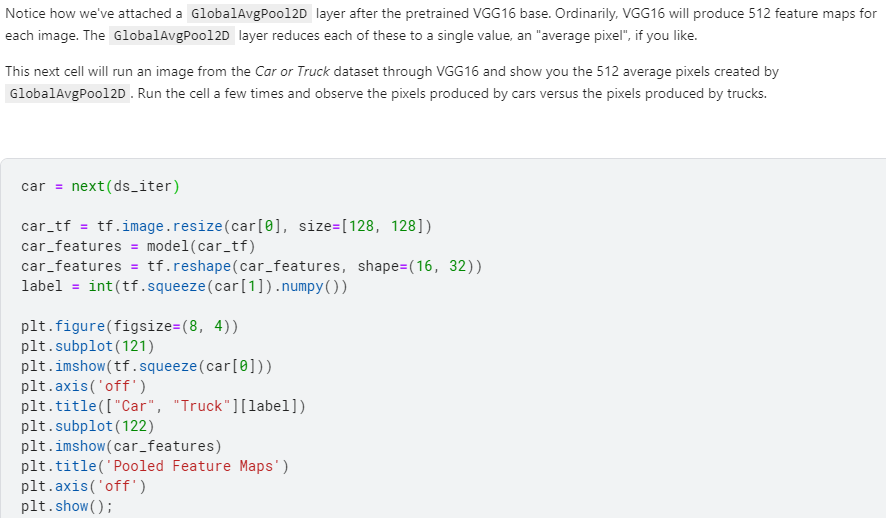 Notice how we've attached a GlobalAvgPool2D layer after the pretrained VGG16 base. Ordinarily, VGG16 will produce 512 feature maps for
each image. The GlobalAvgPool2D layer reduces each of these to a single value, an "average pixel", if you like.
This next cell will run an image from the Car or Truck dataset through VGG16 and show you the 512 average pixels created by
GlobalAvgPool2D . Run the cell a few times and observe the pixels produced by cars versus the pixels produced by trucks.
car = next(ds_iter)
car_tf = tf.image.resize(car[0], size=[128, 128])
car_features = model(car_tf)
car_features = tf.reshape(car_features, shape=(16, 32))
label = int(tf.squeeze(car[1]).numpy())
plt.figure(figsize=(8, 4))
plt.subplot(121)
plt.imshow(tf.squeeze(car[0]))
plt.axis('off')
plt.title(["Car", "Truck"][label])
plt.subplot(122)
plt.imshow(car_features)
plt.title('Pooled Feature Maps')
plt.axis('off')
plt.show();